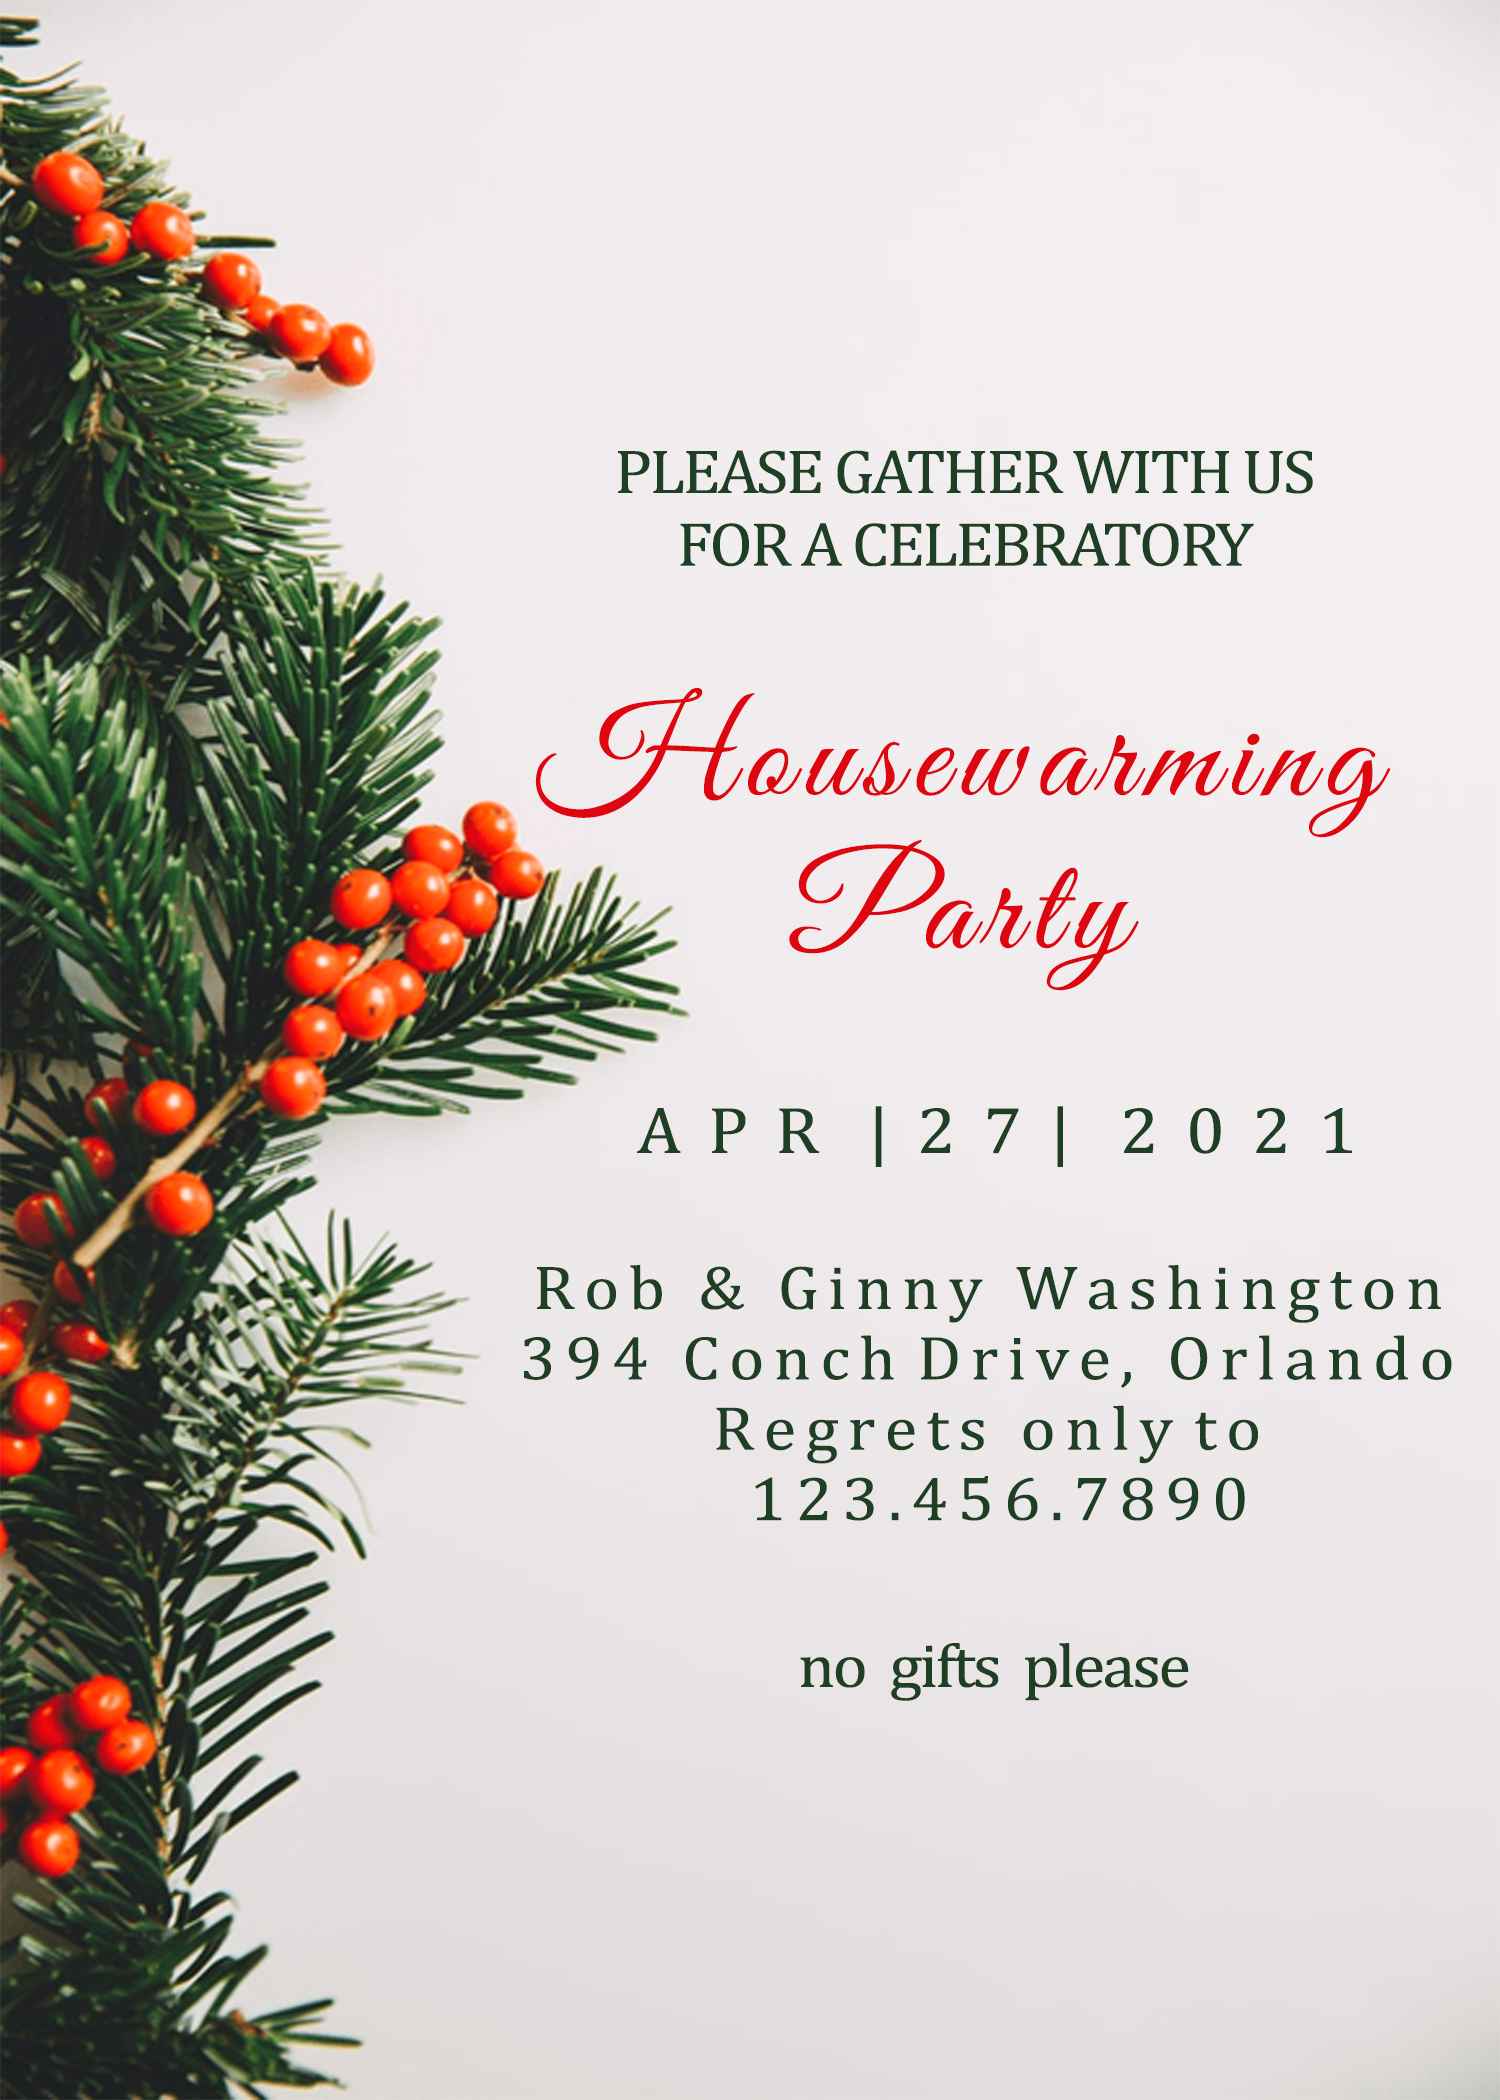 PLEASE GATHER WITH US
FOR A CELEBRATORY
Housewarming
Party
APR |27| 2021
Rob & Ginny Washington
394 Conch Drive, Orlando
Regrets only to
123.456.7890
no gifts please